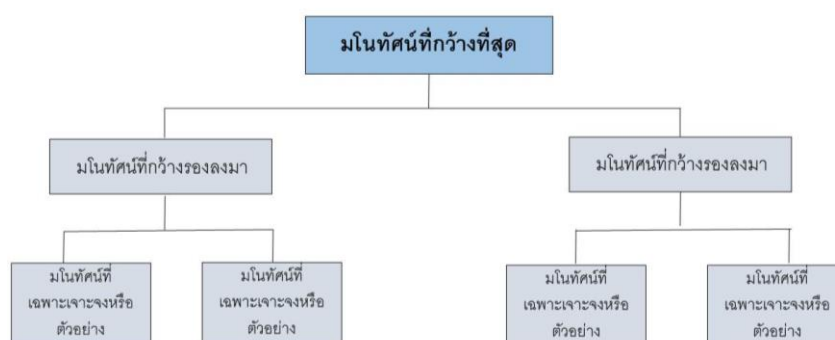 มโนทัศน์ที่กว้างที่สุด
มโนทัศน์ที่กว้างรองลงมา
มโนทัศน์ที่กว้างรองลงมา
มโนทัศน์ที่
เฉพาะเจาะจงหรือ
ตัวอย่าง
มโนทัศน์ที่
เฉพาะเจาะจงหรือ
ตัวอย่าง
มโนทัศน์ที่
เฉพาะเจาะจงหรือ
ตัวอย่าง
มโนทัศน์ที่
เฉพาะเจาะจงหรือ
ตัวอย่าง